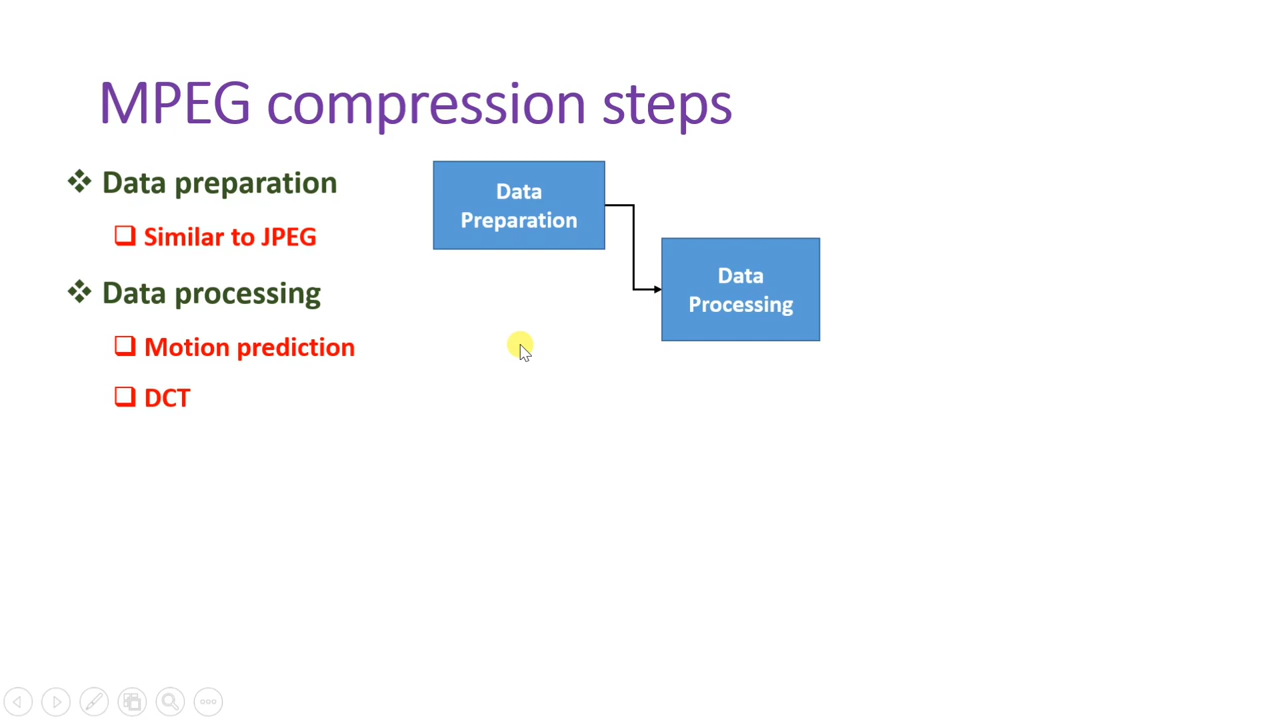 MPEG compression steps
Data preparation
Similar to JPEG
Data processing
Motion prediction
DCT
Data
Preparation
Data
Processing